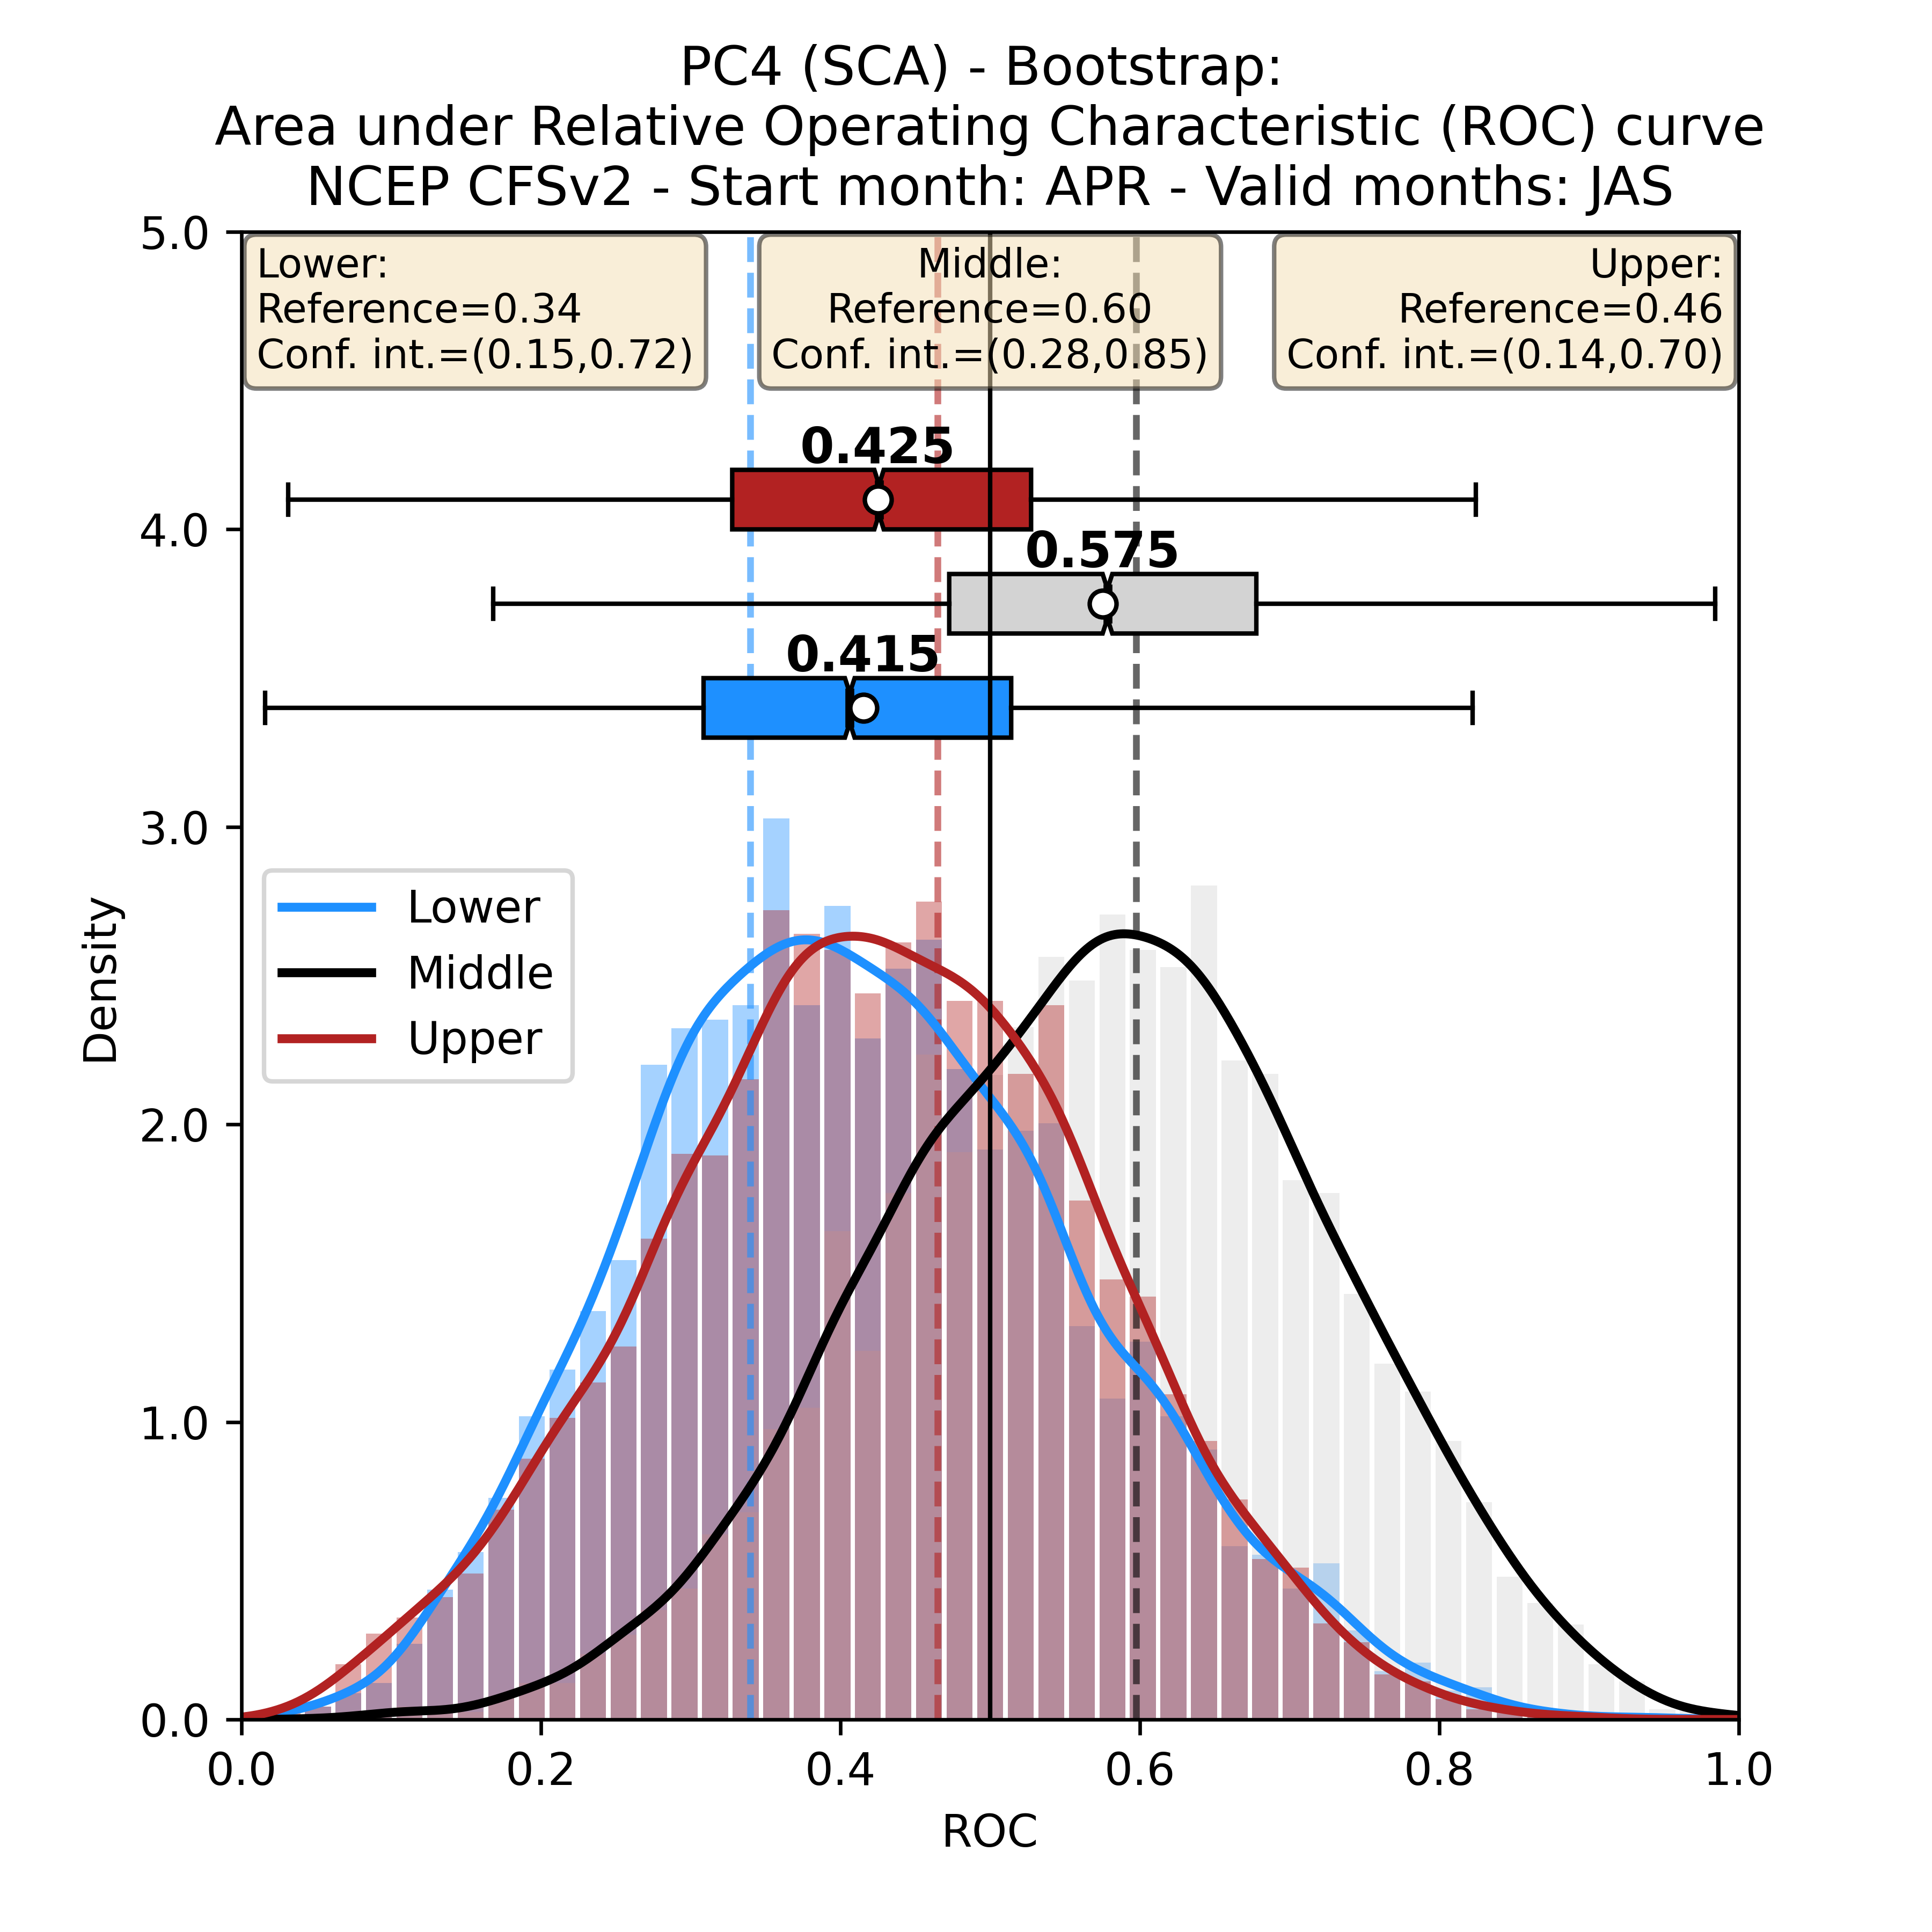 PC4 (SCA) - Bootstrap:
Area under Relative Operating Characteristic (ROC) curve
NCEP CFSv2 - Start month: APR - Valid months: JAS
5.0
Lower:
Reference=0.34
Conf. int.=(0.15,0.72)
Middle:
Reference=0.60
Conf. int.=(0.28,0.85)
Upper:
Reference=0.46
Conf. int.=(0.14,0.70)
0.425
4.0
0.575
0.415
3.0
Lower
Middle
Upper
Density
2.0
1.0
0.0
0.0 0.2 0.4 0.6 0.8 1.0
ROC